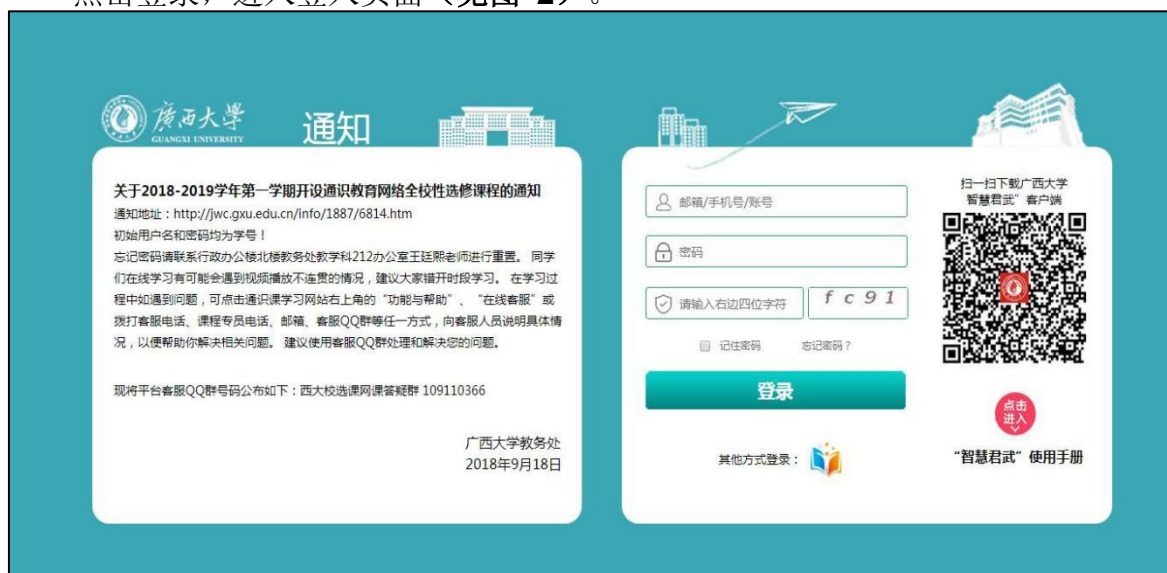 点击登录，进入登入页面（见图 2）。
廣西大學
GUANGXI UNIVERSITY
通知
关于2018-2019学年第一学期开设通识教育网络全校性选修课程的通知
通知地址：http://jwc.gxu.edu.cn/info/1887/6814.htm
初始用户名和密码均为学号！
忘记密码请联系行政办公楼北楼教务处教学科212办公室王廷熙老师进行重置。 同学
们在线学习有可能会遇到视频播放不连贯的情况，建议大家错开时段学习。 在学习过
程中如遇到问题，可点击通识课学习网站右上角的“功能与帮助”、 “在线客服”或
拨打客服电话、课程专员电话、邮箱、客服QQ群等任一方式，向客服人员说明具体情
况，以便帮助你解决相关问题。 建议使用客服QQ群处理和解决您的问题。
现将平台客服QQ群号码公布如下：西大校选课网课答疑群 109110366
广西大学教务处
2018年9月18日
邮箱/手机号/账号
密码
请输入右边四位字符
fc91
记住密码
忘记密码？
登录
其他方式登录：
扫一扫下载广西大学
智慧君武”客户端
点击
进入
“智慧君武”使用手册